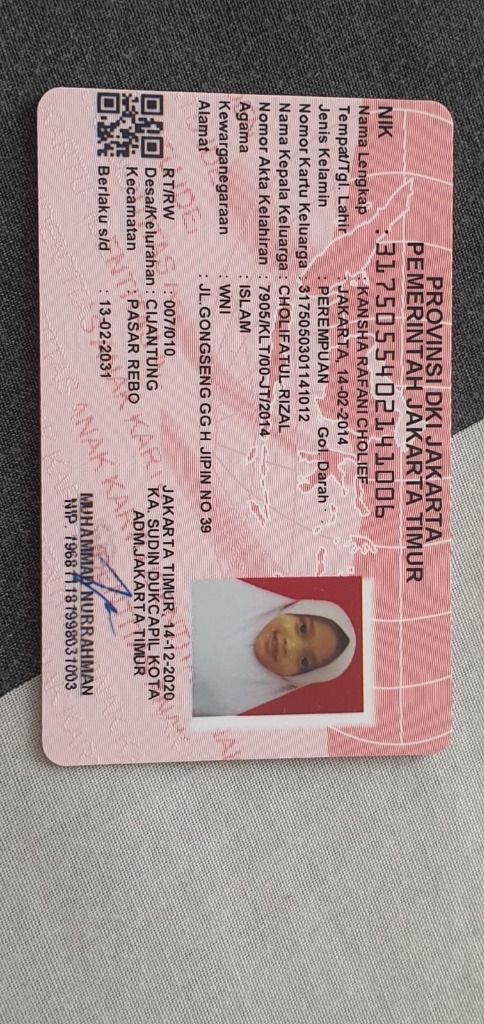 PROVINSI DKI JAKARTA
PEMERINTAH JAKARTA TIMUR
NIK : 3175055402141006
Nama Lengkap : KANSHA RAFANI CHOLIEF
Tempat/Tgl. Lahir : JAKARTA, 14-02-2014
Jenis Kelamin : PEREMPUAN Gol. Darah :
Nomor Kartu Keluarga : 3175050301141012
Nama Kepala Keluarga : CHOLIFATUL RIZAL
Nomor Akta Kelahiran : 7905/KLT/00-JT/2014
Agama : ISLAM
Kewarganegaraan : WNI
Alamat : JL.GONGSENG GG H JIPIN NO 39
RT/RW : 007/010
Desa/Kelurahan : CIJANTUNG
Kecamatan : PASAR REBO
Berlaku s/d : 13-02-2031
JAKARTA TIMUR, 14-12-2020
KA. SUDIN DUKCAPIL KOTA
ADM.JAKARTA TIMUR
MUHAMMAD NURRAHMAN
NIP. 196811181998031003